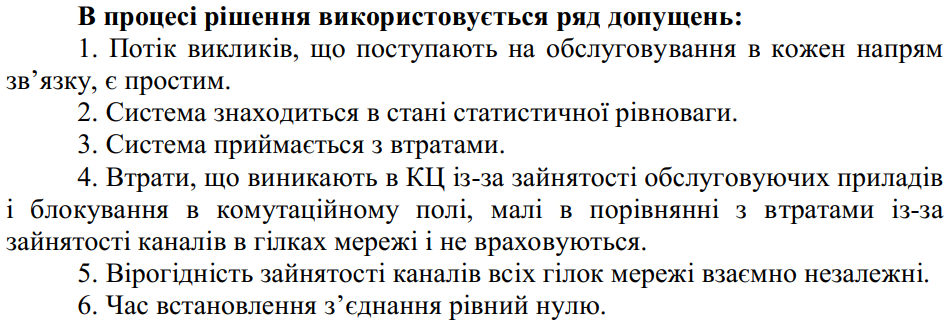 В процесі рішення використовується ряд допущень:
1. Потік викликів, що поступають на обслуговування в кожен напрям
зв’язку, є простим.
2. Система знаходиться в стані статистичної рівноваги.
3. Система приймається з втратами.
4. Втрати, що виникають в КЦ із-за зайнятості обслуговуючих приладів
і блокування в комутаційному полі, малі в порівнянні з втратами із-за
зайнятості каналів в гілках мережі і не враховуються.
5. Вірогідність зайнятості каналів всіх гілок мережі взаємно незалежні.
6. Час встановлення з’єднання рівний нулю.